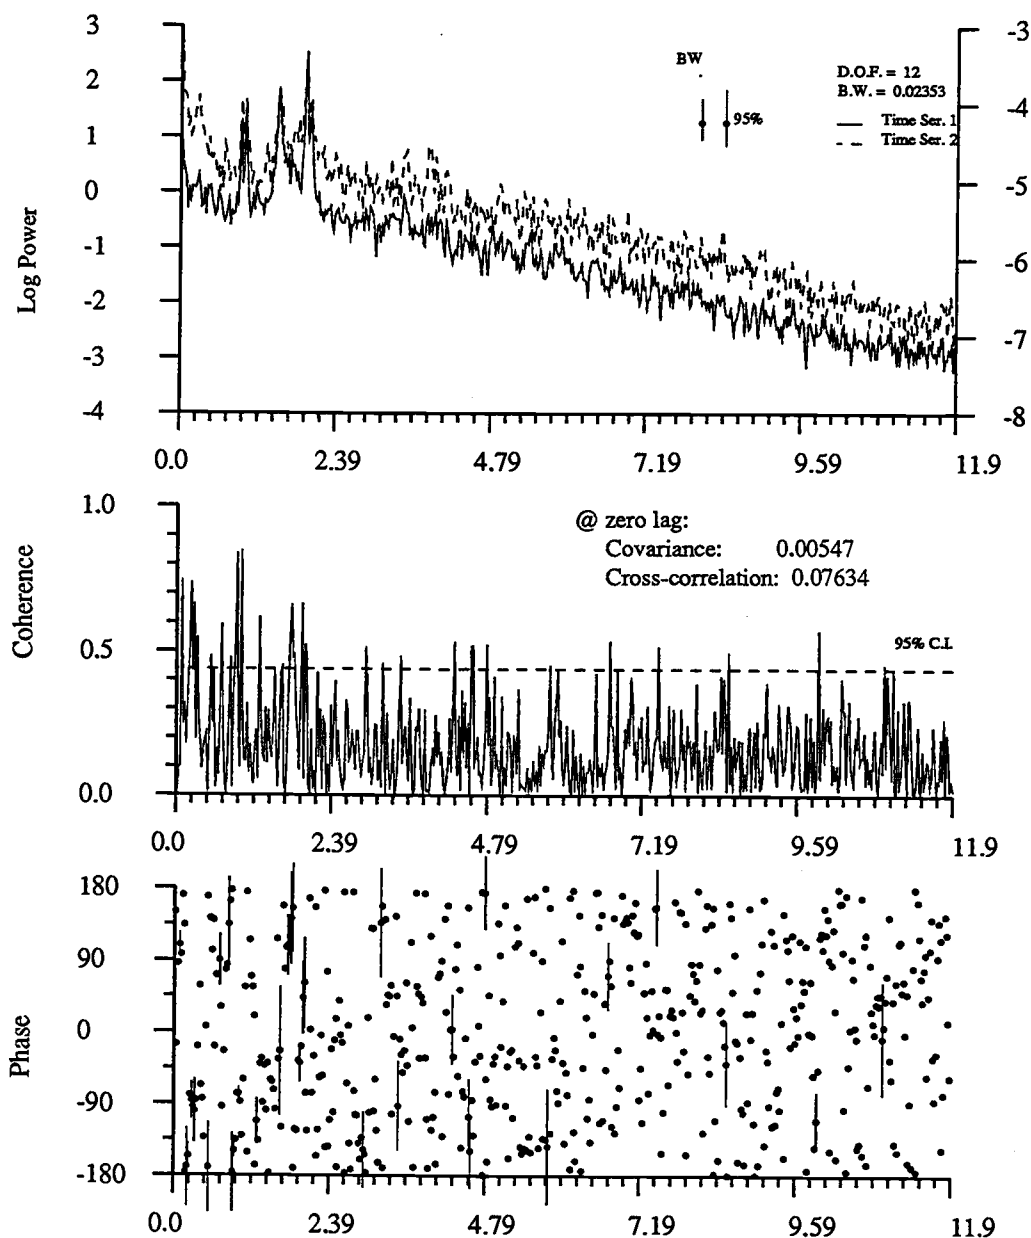 3
2
1
0
-1
-2
-3
-4
Log Power
-3
-4
-5
-6
-7
-8
BW
95%
D.O.F. = 12
B.W. = 0.02353
Time Ser. 1
Time Ser. 2
0.0 2.39 4.79 7.19 9.59 11.9
1.0
0.5
0.0
Coherence
@ zero lag:
Covariance: 0.00547
Cross-correlation: 0.07634
95% C.I.
0.0 2.39 4.79 7.19 9.59 11.9
180
90
0
-90
-180
Phase
0.0 2.39 4.79 7.19 9.59 11.9